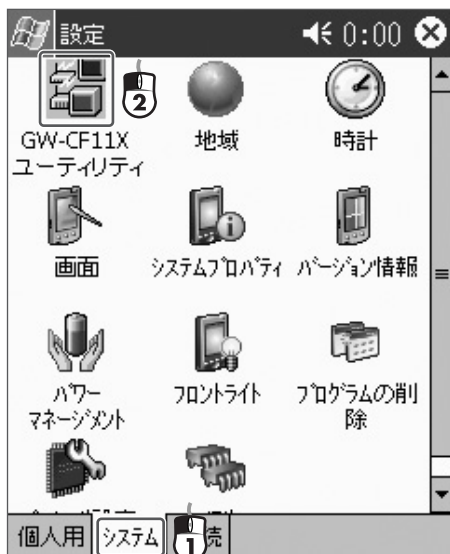 設定
0:00
2
GW-CF11X
ユーティリティ
地域
時計
画面
システムプロパティ
バージョン情報
パワー
マネージメント
フロントライト
プログラムの削
除
個人用
システム
1
続